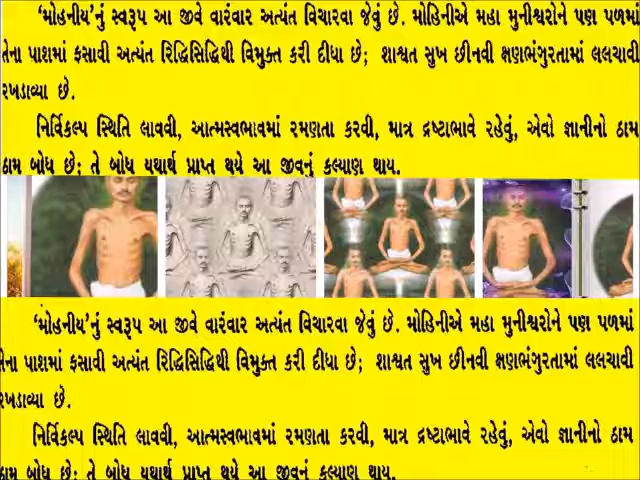 'મોહનીય'નું સ્વરૂપ આ જીવે વારંવાર અત્યંત વિચારવા જેવું છે. મોહિનીએ મહા મુનીશ્વરોને પણ પળમાં
તેના પાશમાં ફસાવી અત્યંત રિદ્ધિસિદ્ધિથી વિમુક્ત કરી દીધા છે; શાશ્વત સુખ છીનવી ક્ષણભંગુરતામાં લલચાવી
રખડાવ્યા છે.
નિર્વિકલ્પ સ્થિતિ લાવવી, આત્મસ્વભાવમાં રમણતા કરવી, માત્ર દ્રષ્ટાભાવે રહેવું, એવો જ્ઞાનીનો ઠામ
ઠામ બોધ છે; તે બોધ યથાર્થ પ્રાપ્ત થયે આ જીવનું કલ્યાણ થાય.
'મોહનીય'નું સ્વરૂપ આ જીવે વારંવાર અત્યંત વિચારવા જેવું છે. મોહિનીએ મહા મુનીશ્વરોને પણ પળમાં
તેના પાશમાં ફસાવી અત્યંત રિદ્ધિસિદ્ધિથી વિમુક્ત કરી દીધા છે; શાશ્વત સુખ છીનવી ક્ષણભંગુરતામાં લલચાવી
રખડાવ્યા છે.
નિર્વિકલ્પ સ્થિતિ લાવવી, આત્મસ્વભાવમાં રમણતા કરવી, માત્ર દ્રષ્ટાભાવે રહેવું, એવો જ્ઞાનીનો ઠામ
ઠામ બોધ છે; તે બોધ યથાર્થ પ્રાપ્ત થયે આ જીવનું કલ્યાણ થાય.